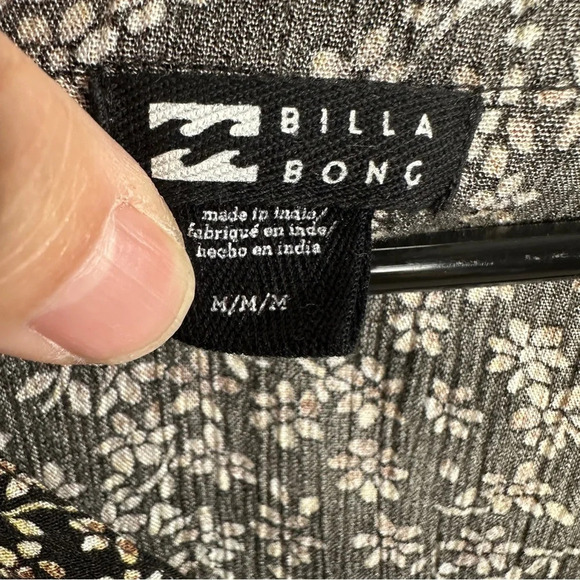 BILLA
BONG
made in india/
fabriqué en inde/
hecho en india
M/M/M